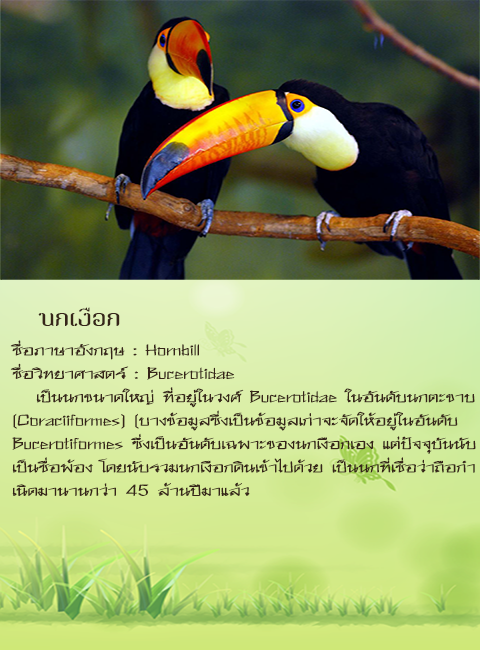 นกเงือก
ชื่อภาษาอังกฤษ : Hornbill
ชื่อวิทยาศาสตร์ : Bucerotidae
เป็นนกขนาดใหญ่ ที่อยู่ในวงศ์ Bucerotidae ในอันดับนกตะขาบ
(Coraciiformes) (บางข้อมูลซึ่งเป็นข้อมูลเก่าจะจัดให้อยู่ในอันดับ
Bucerotiformes ซึ่งเป็นอันดับเฉพาะของนกเงือกเอง แต่ปัจจุบันนับ
เป็นชื่อพ้อง โดยนับรวมนกเงือกดินเข้าไปด้วย เป็นนกที่เชื่อว่าถือกำ
เนิดมานานกว่า 45 ล้านปีมาแล้ว